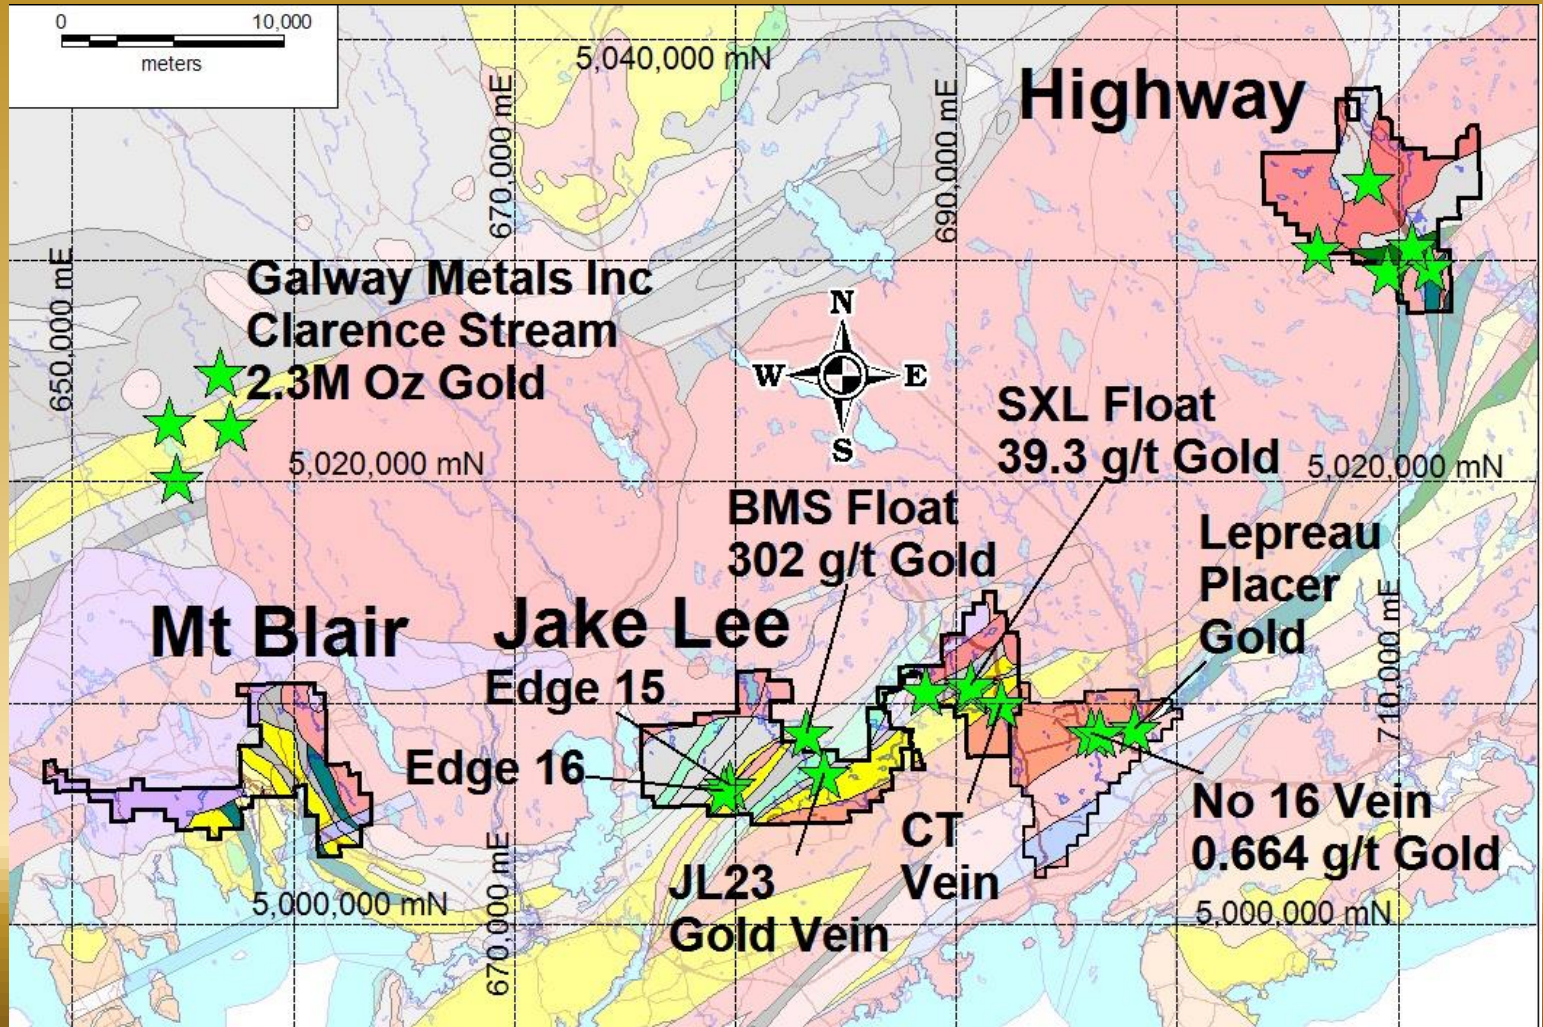 0 10,000
meters
5,040,000 mN
670,000 mE
690,000 mE
Highway
650,000 mE
Galway Metals Inc
Clarence Stream
2.3M Oz Gold
N
W E
S
SXL Float
39.3 g/t Gold
5,020,000 mN
5,020,000 mN
BMS Float
302 g/t Gold
Lepreau
Placer
Gold
Mt Blair
Jake Lee
710,000 mE
Edge 15
Edge 16
CT
Vein
No 16 Vein
0.664 g/t Gold
JL23
Gold Vein
670,000 mE
5,000,000 mN
5,000,000 mN